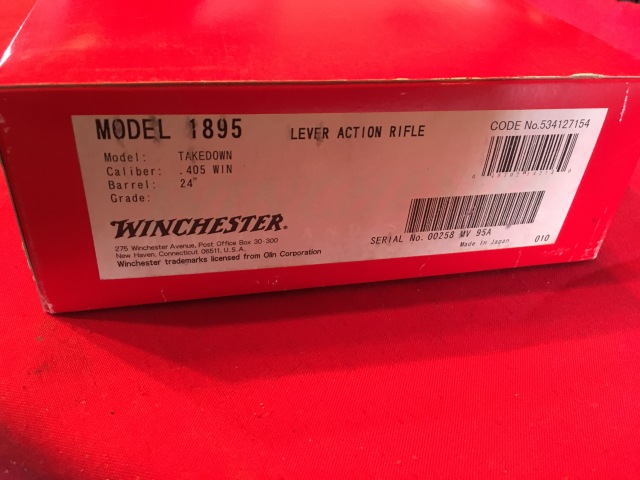 MODEL 1895 LEVER ACTION RIFLE CODE No.534127154
Model: TAKEDOWN
Caliber: .405 WIN
Barrel: 24"
Grade:
WINCHESTER®
275 Winchester Avenue, Post Office Box 30-300
New Haven, Connecticut 06511, U.S.A.
Winchester trademarks licensed from Olin Corporation
SERIAL No. 00258 MV 95A
Made In Japan 010